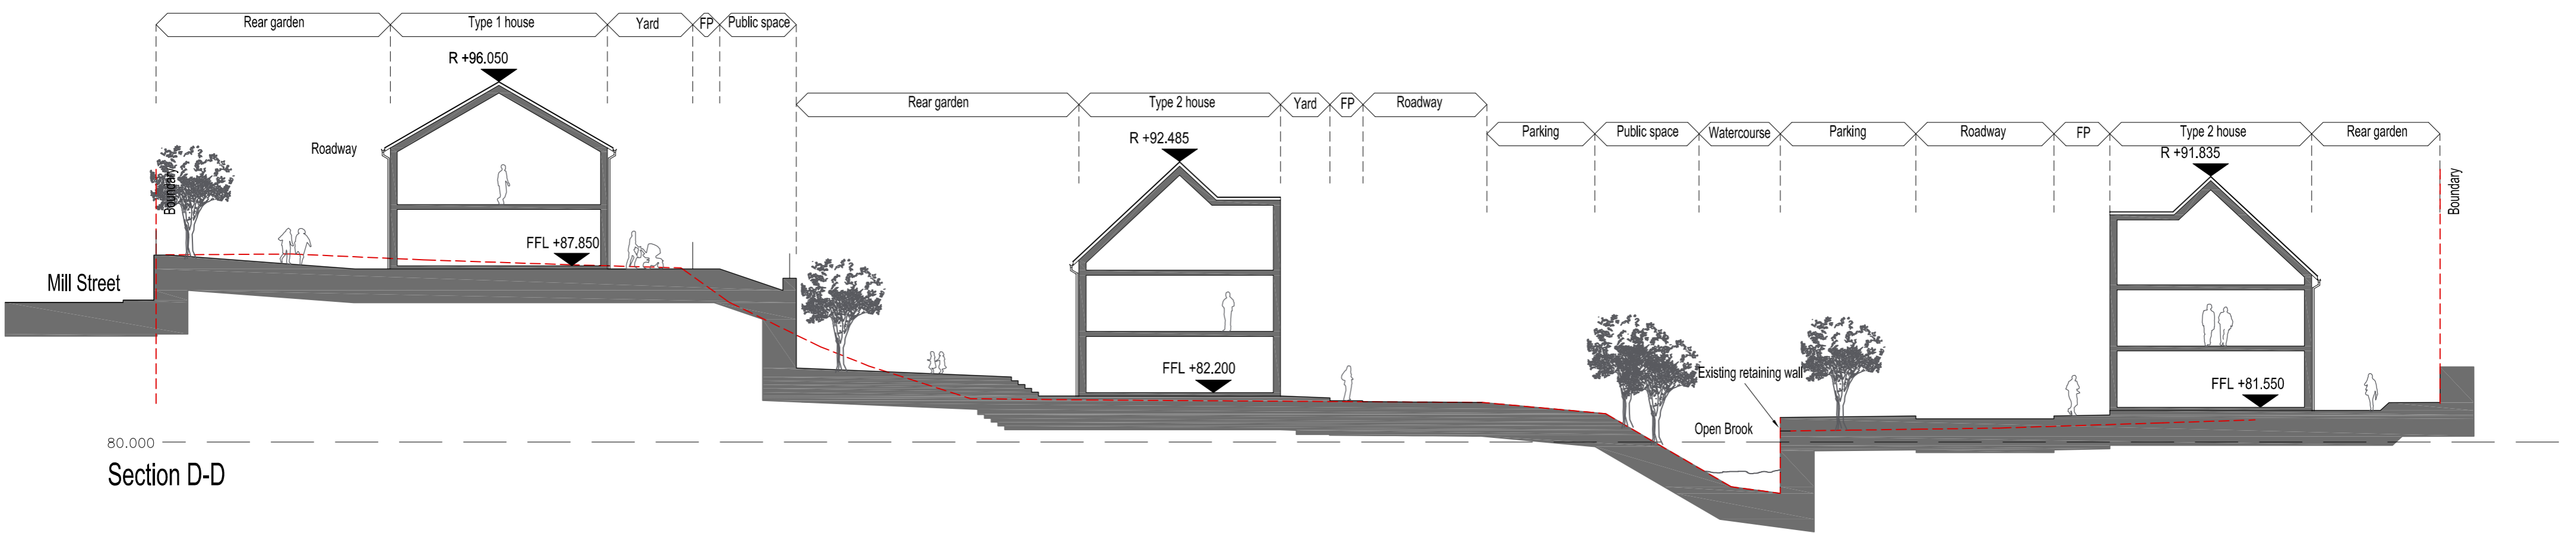 Rear garden
Type 1 house
Yard
FP
Public space
R +96.050
Rear garden
Type 2 house
Yard
FP
Roadway
Parking
Public space
Watercourse
Parking
Roadway
FP
Type 2 house
Rear garden
R +92.485
R +91.835
Roadway
Boundary
Boundary
FFL +87.850
Mill Street
FFL +82.200
Existing retaining wall
FFL +81.550
Open Brook
80.000
Section D-D